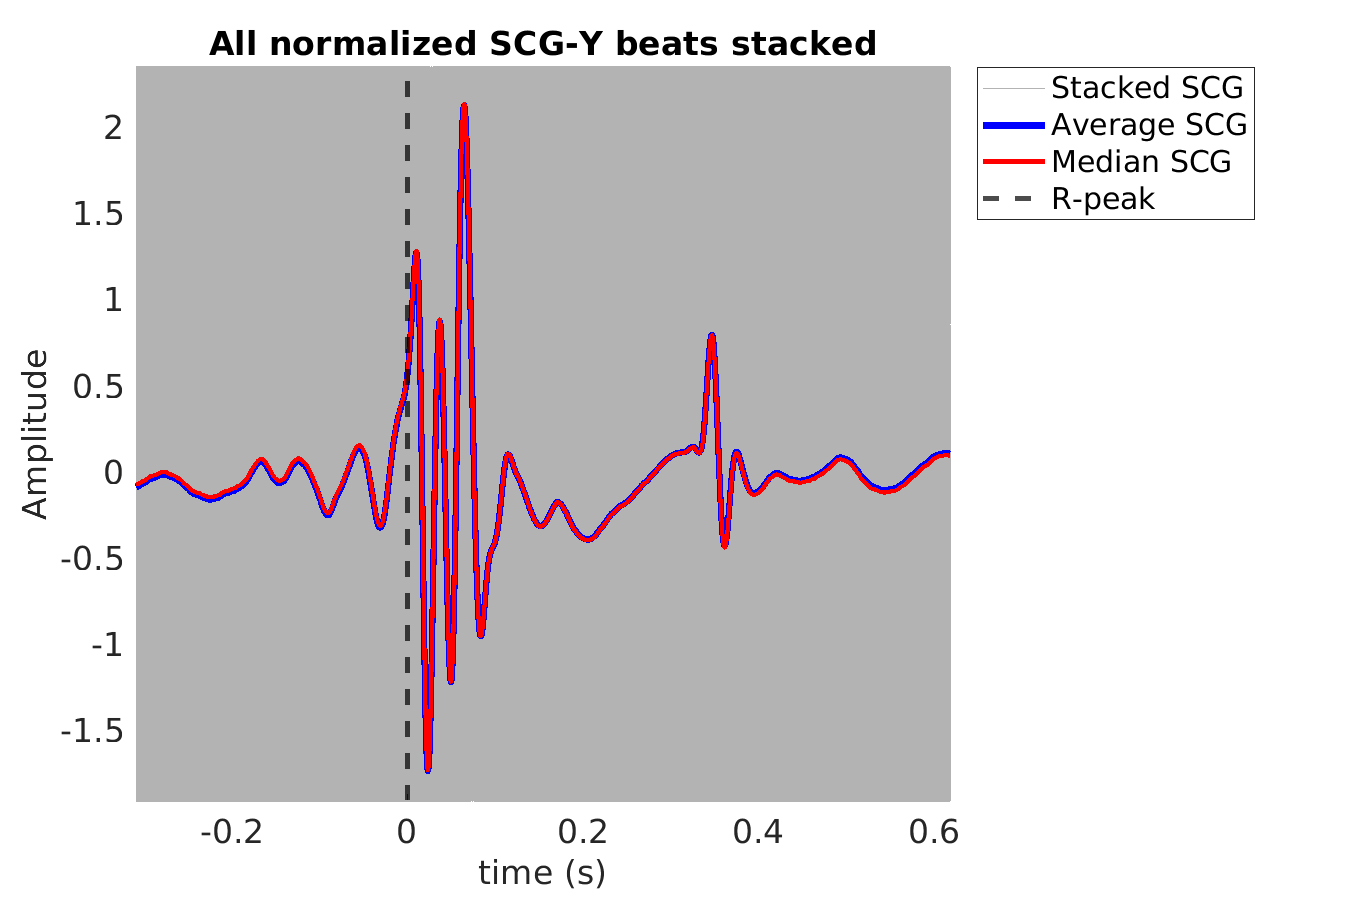 All normalized SCG-Y beats stacked
Stacked SCG
Average SCG
Median SCG
R-peak
Amplitude
2
1.5
1
0.5
0
-0.5
-1
-1.5
-0.2
0
0.2
0.4
0.6
time (s)